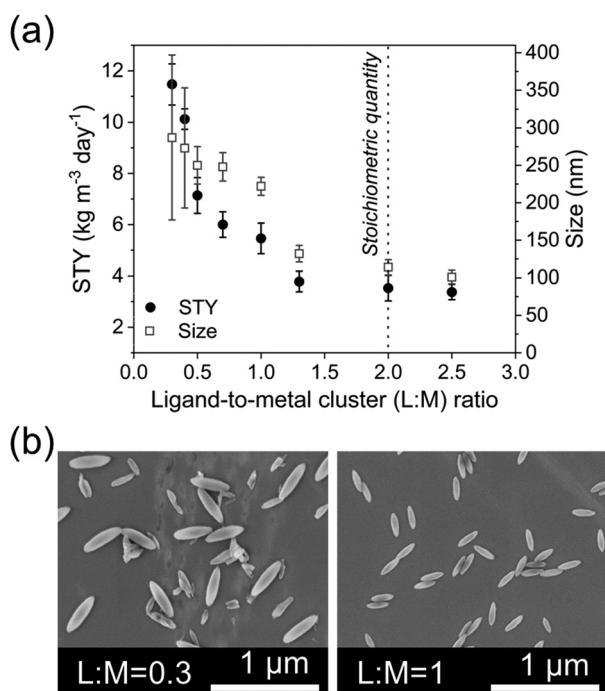 (a)
STY (kg m⁻³ day⁻¹)
12
10
8
6
4
2
Stoichiometric quantity
400
350
300
250
200
150
100
50
0
Size (nm)
STY
Size
0.0 0.5 1.0 1.5 2.0 2.5 3.0
Ligand-to-metal cluster (L:M) ratio
(b)
L:M=0.3 1 µm
L:M=1 1 µm